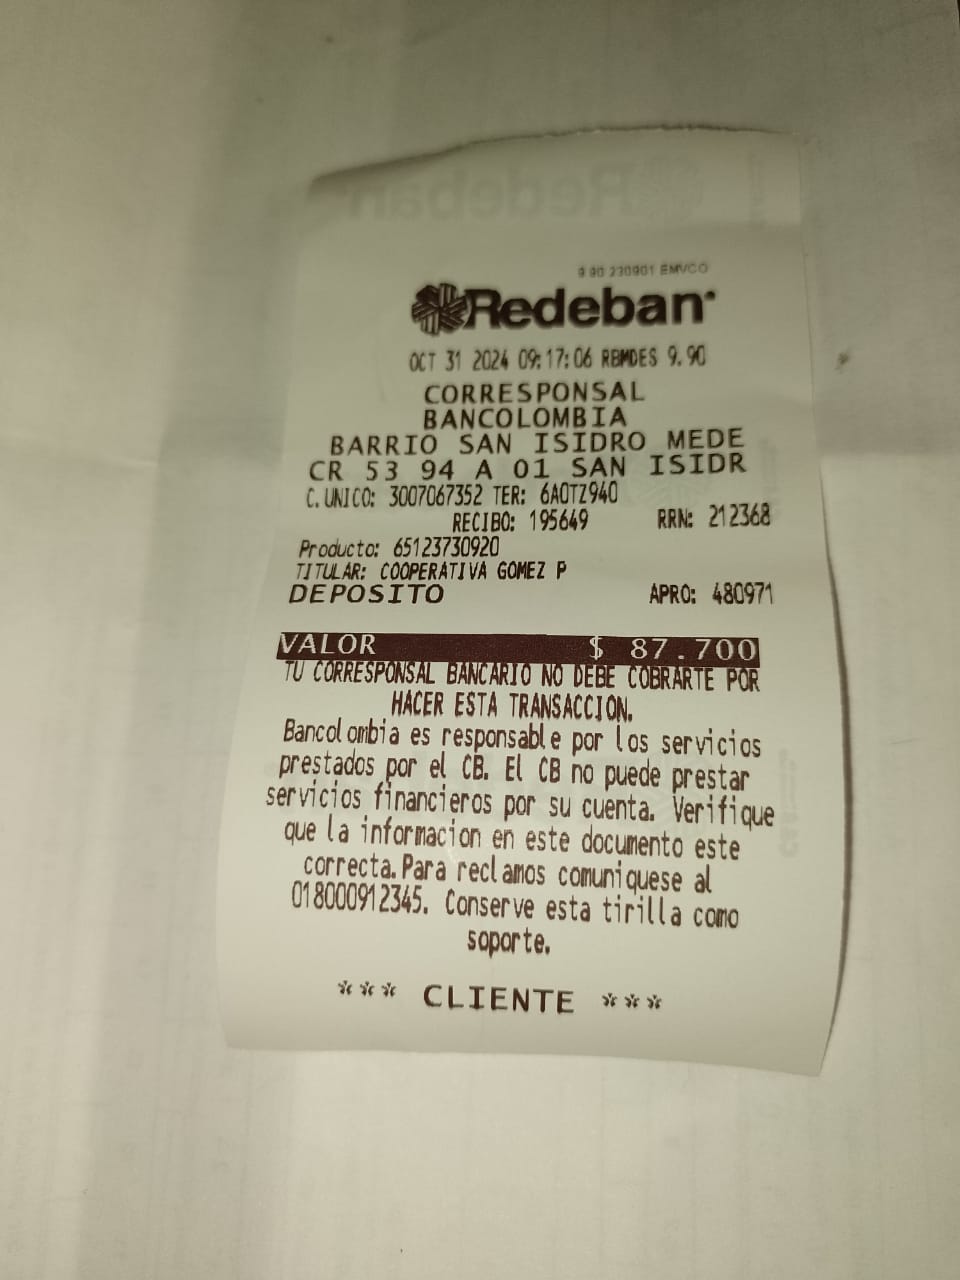 9.90 230901 EMVCO
Redeban
OCT 31 2024 09:17:06 RBMDES 9.90
CORRESPONSAL
BANCOLOMBIA
BARRIO SAN ISIDRO MEDE
CR 53 94 A 01 SAN ISIDR
C. UNICO: 3007067352 TER: 6AOTZ940
RECIBO: 195649 RRN: 212368
Producto: 65123730920
TITULAR: COOPERATIVA GOMEZ P
DEPOSITO APRO: 480971
VALOR $ 87.700
TU CORRESPONSAL BANCARIO NO DEBE COBRARTE POR
HACER ESTA TRANSACCION.
Bancolombia es responsable por los servicios
prestados por el CB. El CB no puede prestar
servicios financieros por su cuenta. Verifique
que la informacion en este documento este
correcta. Para reclamos comuniquese al
018000912345. Conserve esta tirilla como
soporte.
*** CLIENTE ***